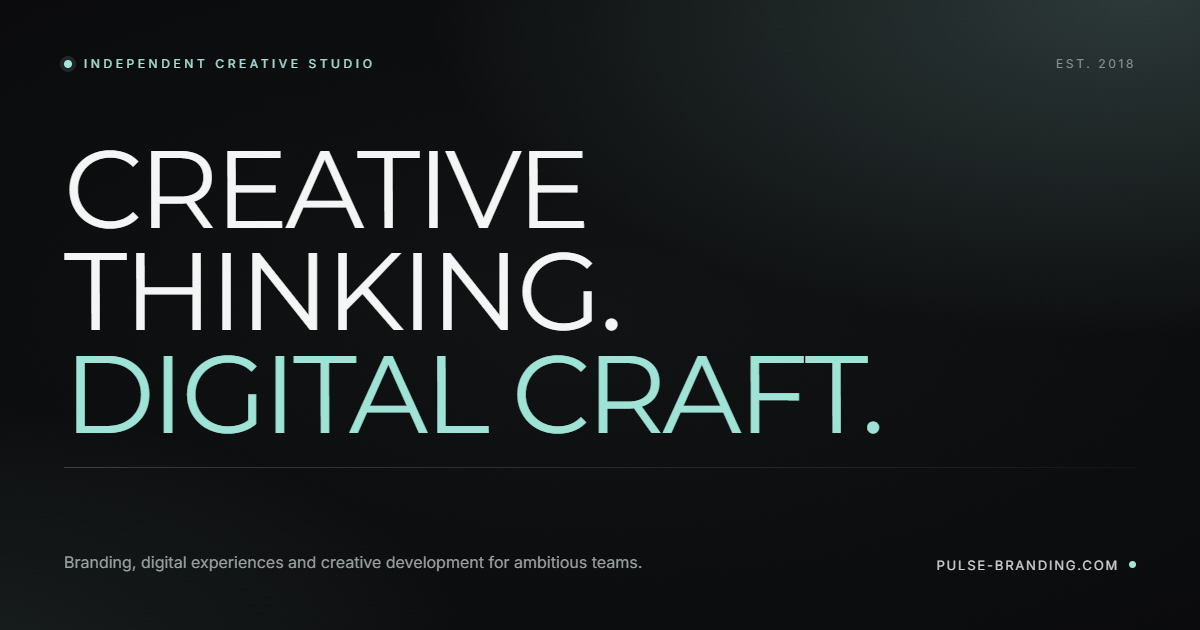 INDEPENDENT CREATIVE STUDIO
EST. 2018
CREATIVE
THINKING.
DIGITAL CRAFT.
Branding, digital experiences and creative development for ambitious teams.
PULSE-BRANDING.COM